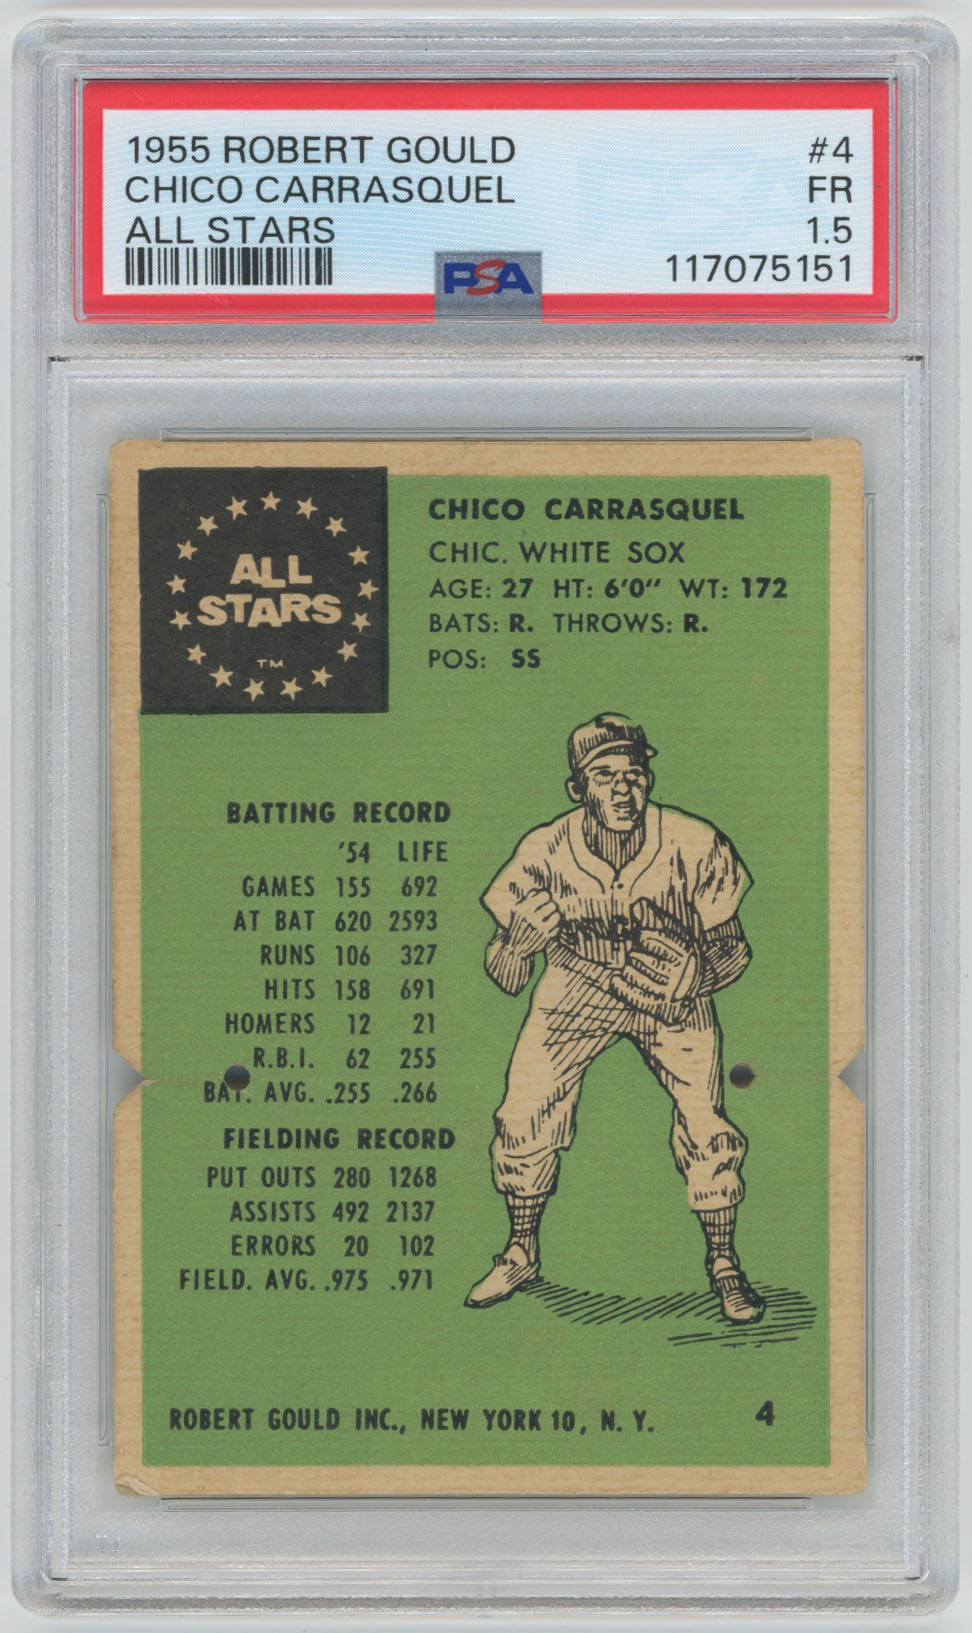 1955 ROBERT GOULD #4
CHICO CARRASQUEL FR
ALL STARS 1.5
PSA 117075151
ALL
STARS
TM
CHICO CARRASQUEL
CHIC. WHITE SOX
AGE: 27 HT: 6'0" WT: 172
BATS: R. THROWS: R.
POS: SS
BATTING RECORD
'54 LIFE
GAMES 155 692
AT BAT 620 2593
RUNS 106 327
HITS 158 691
HOMERS 12 21
R.B.I. 62 255
BAT. AVG. .255 .266
FIELDING RECORD
PUT OUTS 280 1268
ASSISTS 492 2137
ERRORS 20 102
FIELD. AVG. .975 .971
ROBERT GOULD INC., NEW YORK 10, N. Y. 4